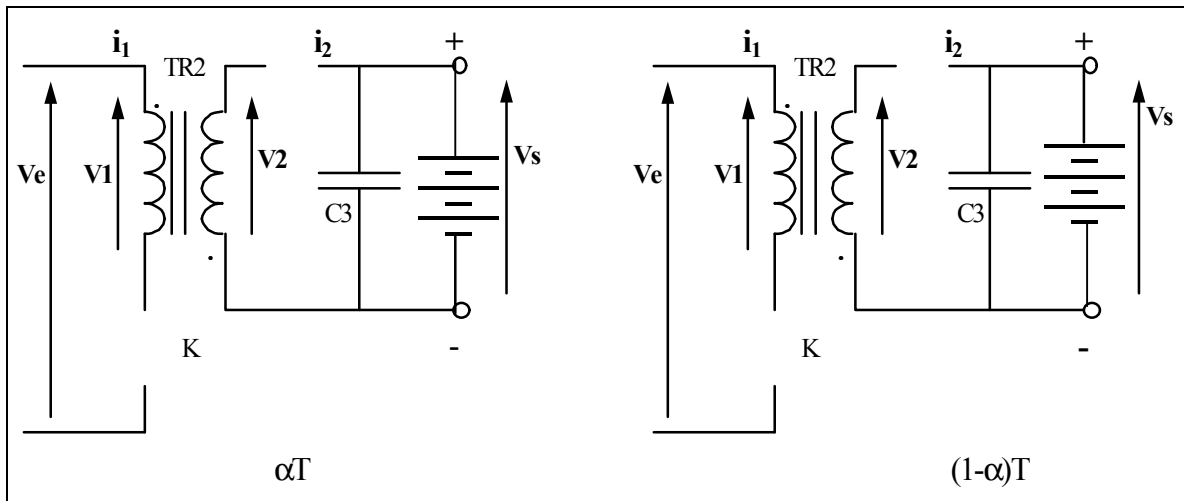 i₁ i₂ +
TR2
Ve V1 V2 Vs
C3
K -
αT
i₁ i₂ +
TR2
Ve V1 V2 Vs
C3
K -
(1-α)T